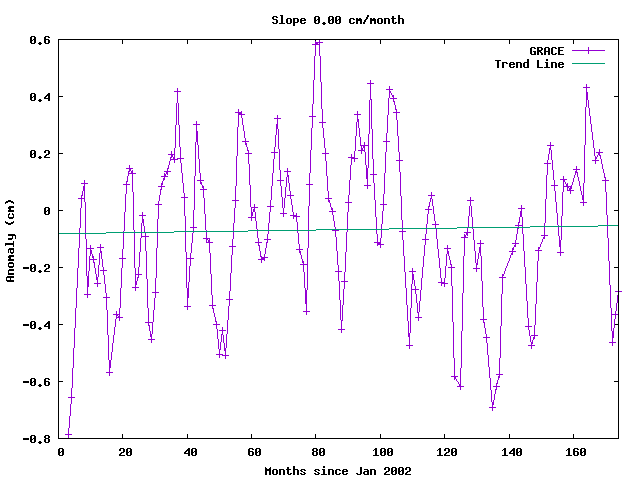 Slope 0.00 cm/month
GRACE
Trend Line
0.6
0.4
0.2
0
-0.2
-0.4
-0.6
-0.8
Anomaly (cm)
0 20 40 60 80 100 120 140 160
Months since Jan 2002